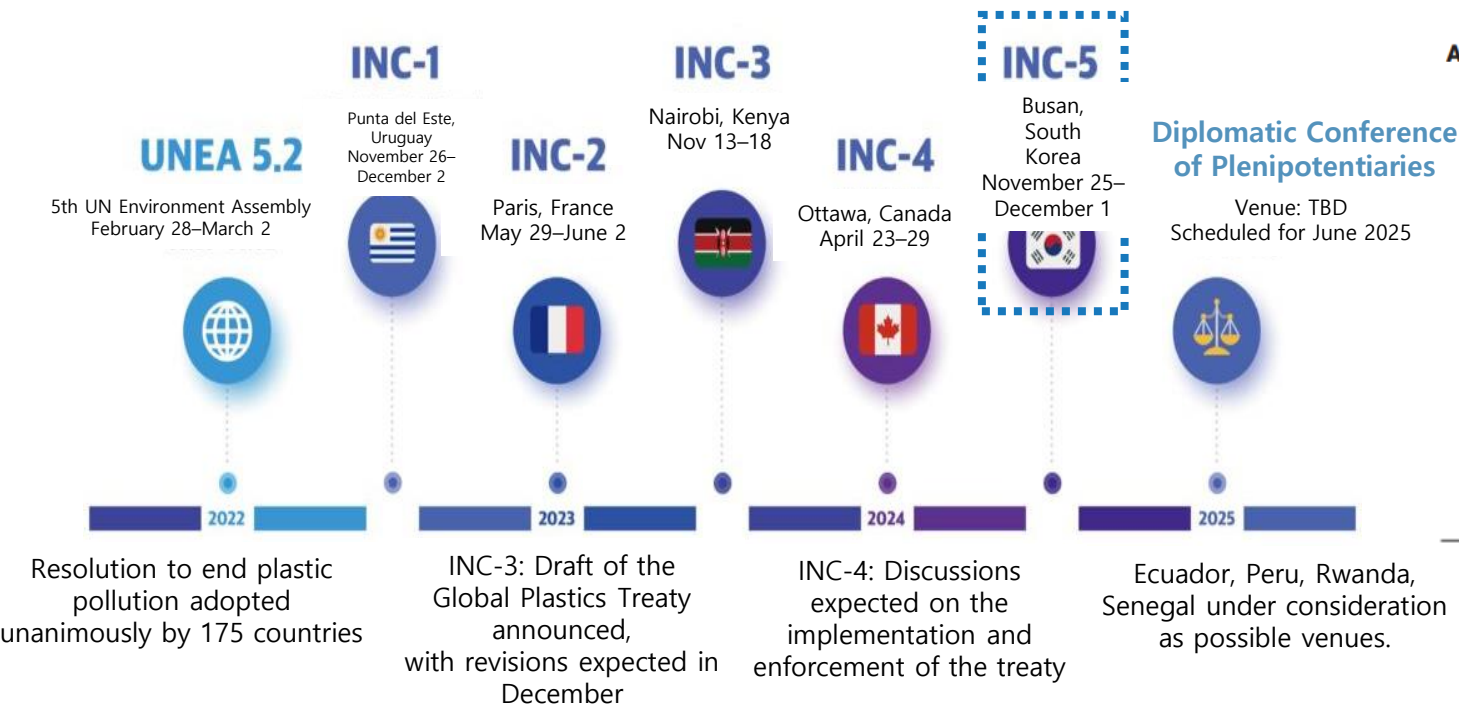 UNEA 5.2
5th UN Environment Assembly
February 28–March 2
INC-1
Punta del Este,
Uruguay
November 26–
December 2
INC-2
Paris, France
May 29–June 2
INC-3
Nairobi, Kenya
Nov 13–18
INC-4
Ottawa, Canada
April 23–29
INC-5
Busan,
South
Korea
November 25–
December 1
Diplomatic Conference
of Plenipotentiaries
Venue: TBD
Scheduled for June 2025
A
2022
2023
2024
2025
Resolution to end plastic
pollution adopted
unanimously by 175 countries
INC-3: Draft of the
Global Plastics Treaty
announced,
with revisions expected in
December
INC-4: Discussions
expected on the
implementation and
enforcement of the treaty
Ecuador, Peru, Rwanda,
Senegal under consideration
as possible venues.